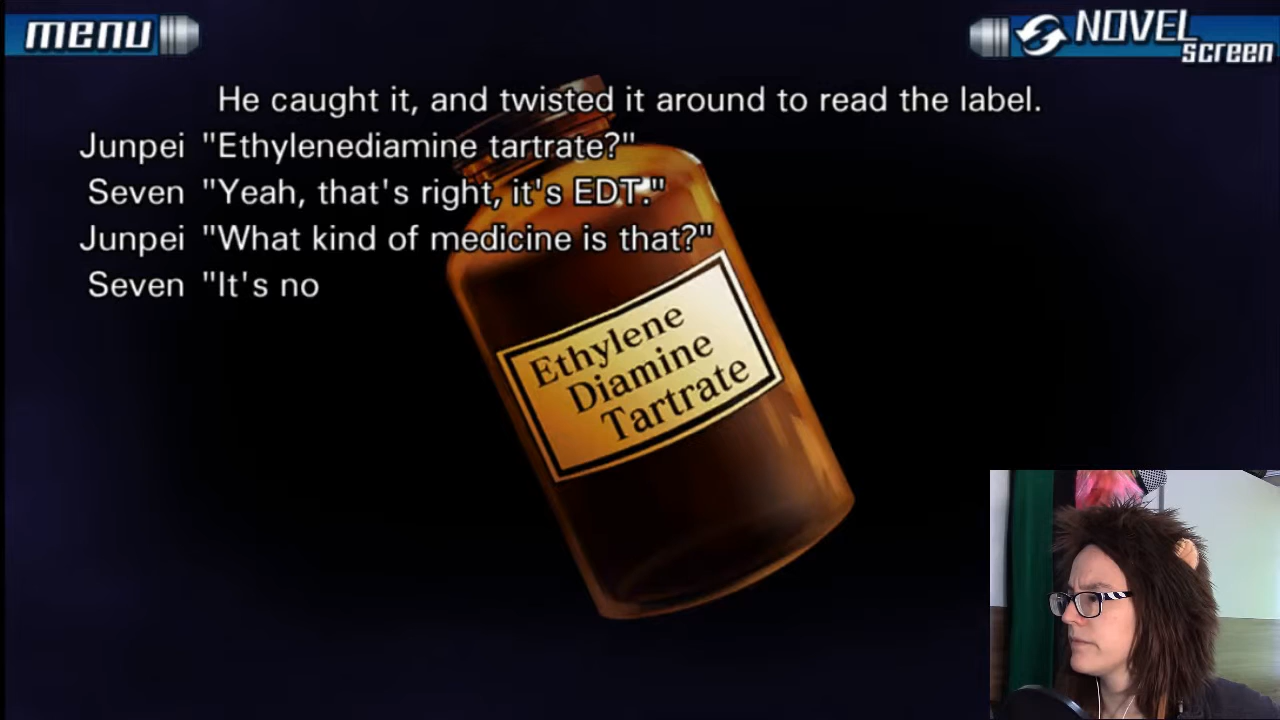 menu
NOVEL
screen
He caught it, and twisted it around to read the label.
Junpei "Ethylenediamine tartrate?"
Seven "Yeah, that's right, it's EDT."
Junpei "What kind of medicine is that?"
Seven "It's no
Ethylene
Diamine
Tartrate